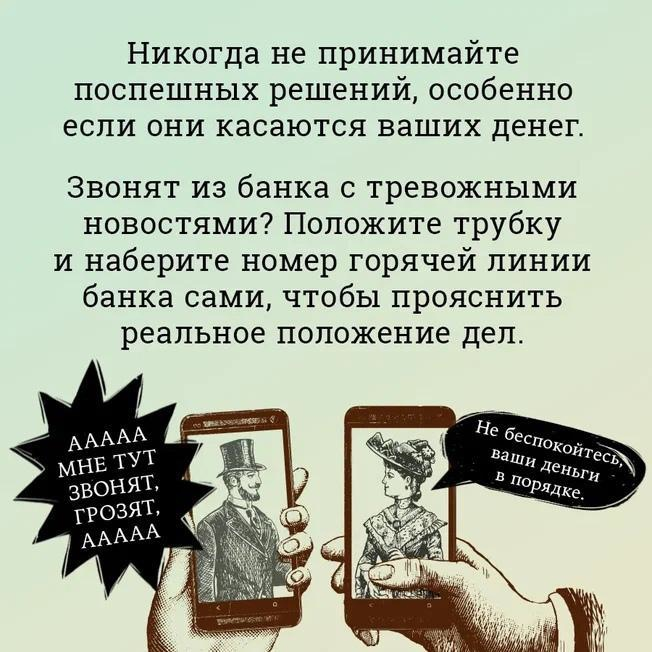 Никогда не принимайте
поспешных решений, особенно
если они касаются ваших денег.
Звонят из банка с тревожными
новостями? Положите трубку
и наберите номер горячей линии
банка сами, чтобы прояснить
реальное положение дел.
ААААА
МНЕ ТУТ
ЗВОНЯТ,
ГРОЗЯТ,
ААААА
Не беспокойтесь,
ваши деньги
в порядке.